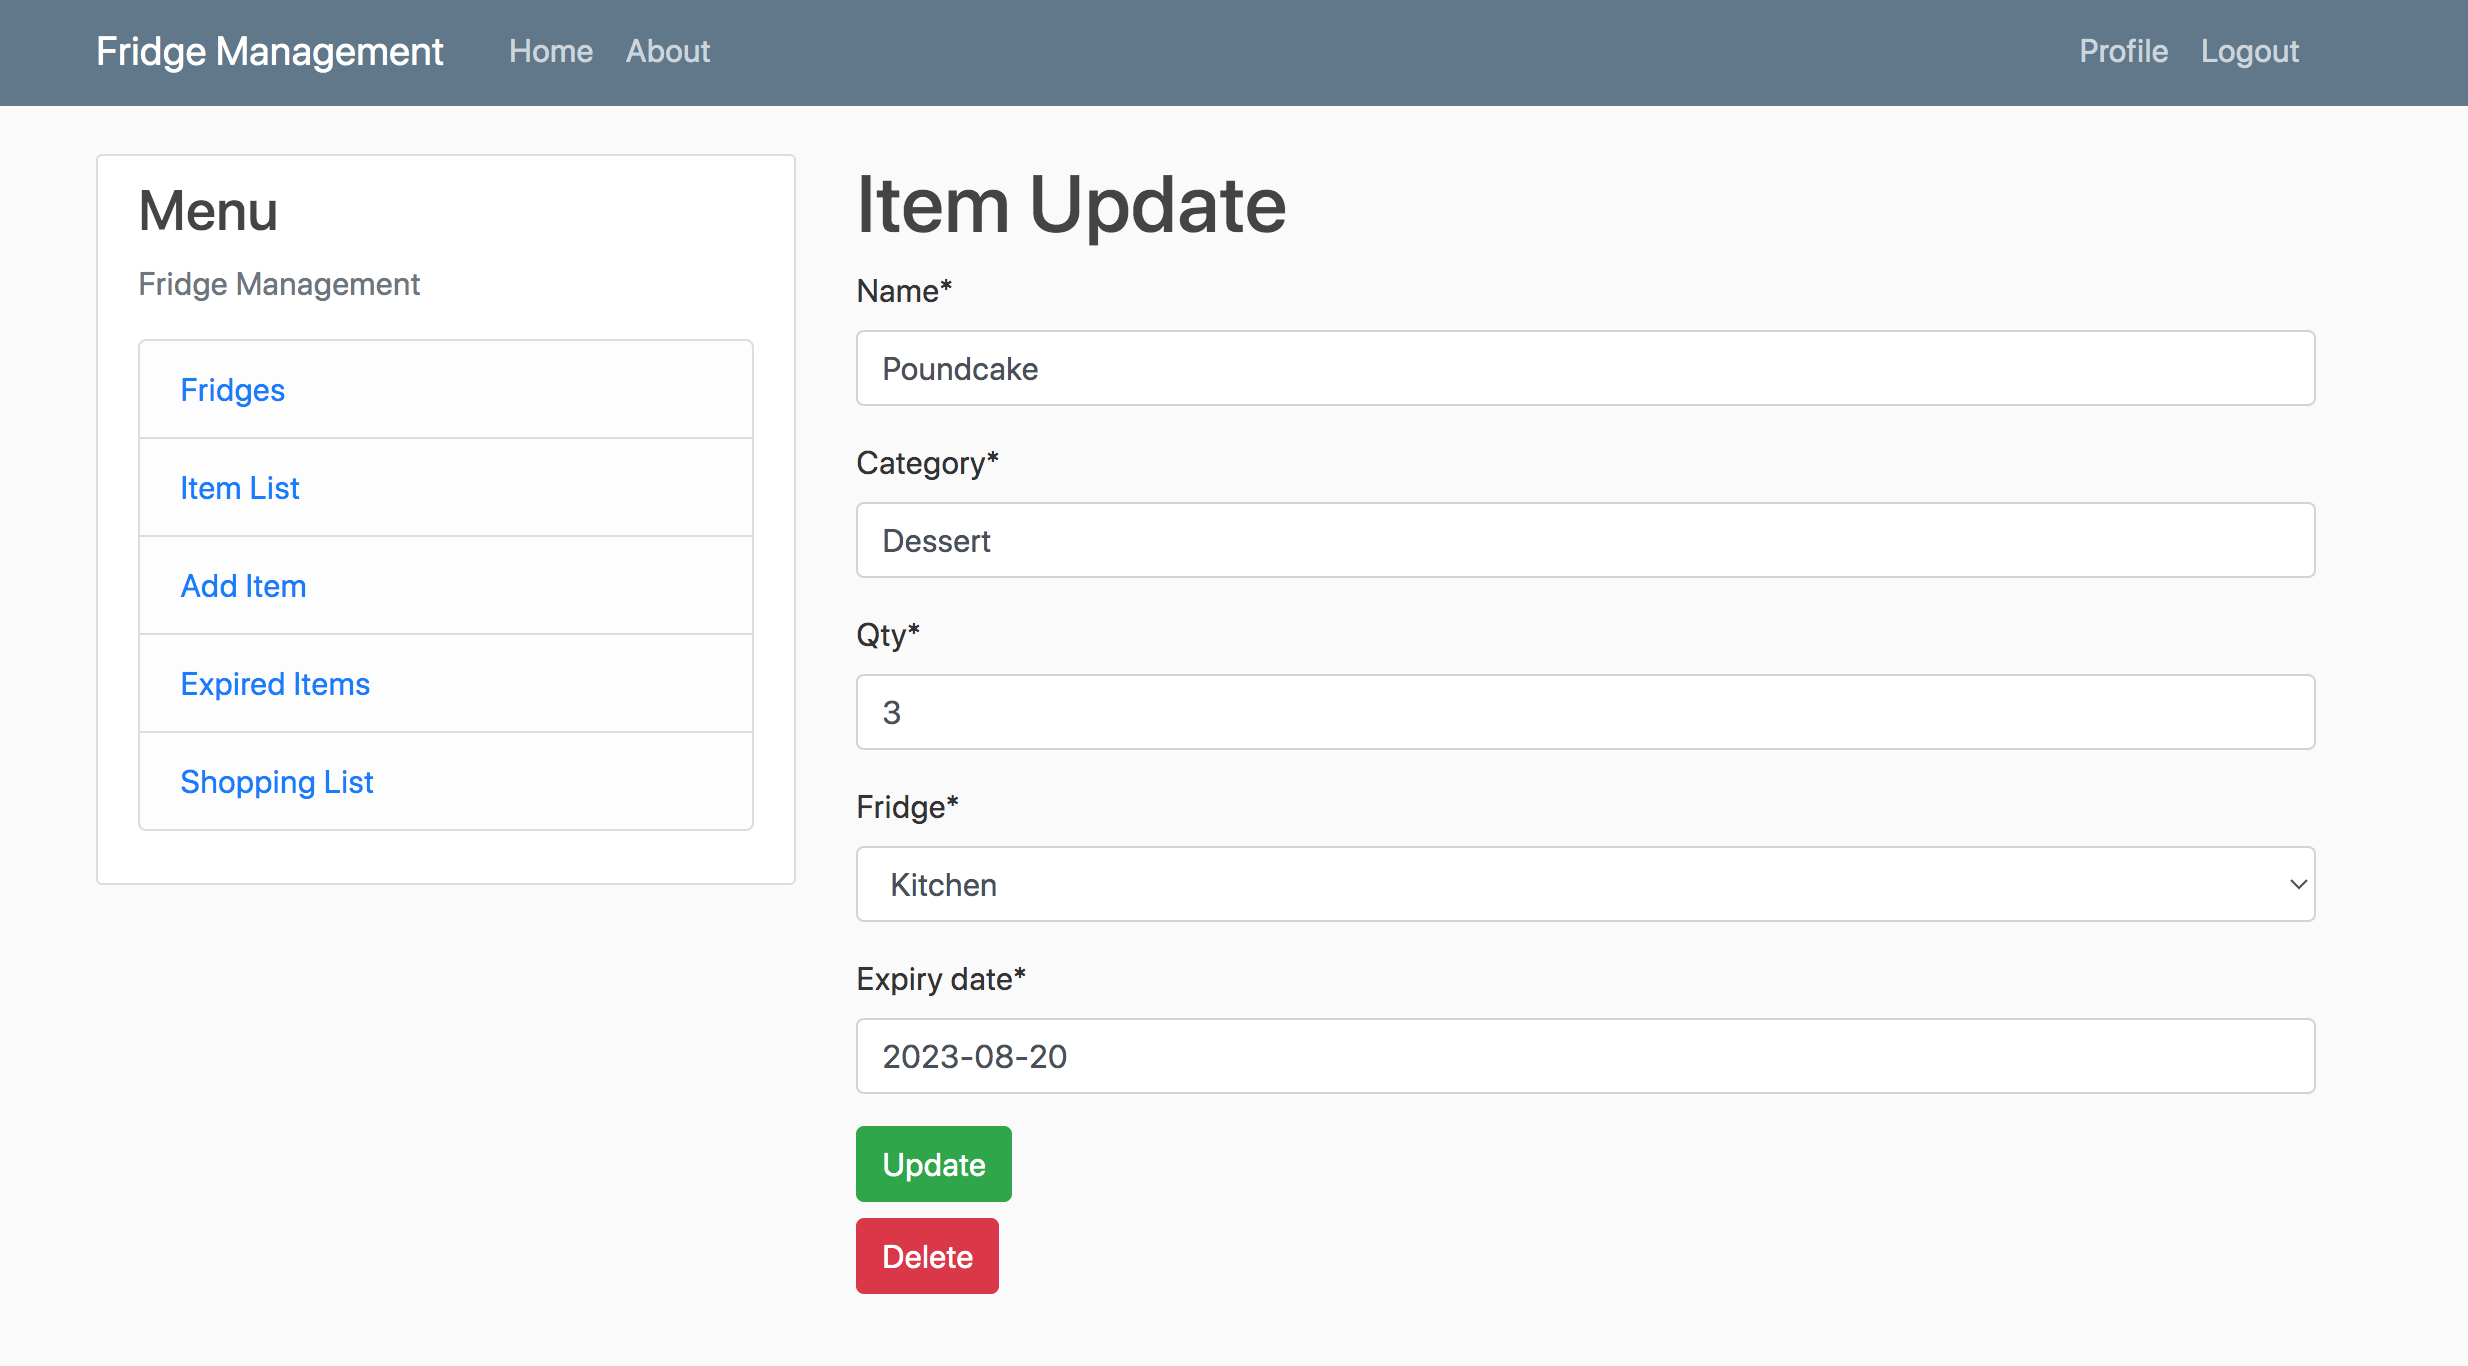 Fridge Management Home About Profile Logout
Menu
Fridge Management
Fridges
Item List
Add Item
Expired Items
Shopping List
Item Update
Name*
Poundcake
Category*
Dessert
Qty*
3
Fridge*
Kitchen
Expiry date*
2023-08-20
Update
Delete